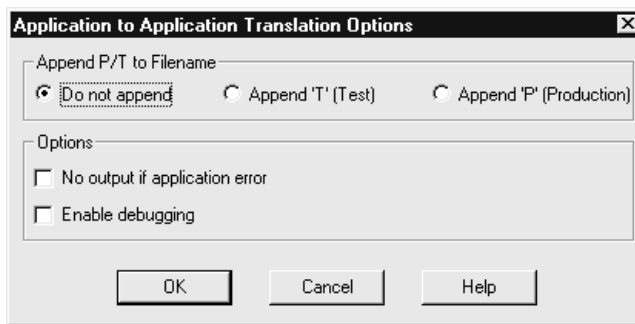 Application to Application Translation Options
Append P/T to Filename
Do not append Append 'T' (Test) Append 'P' (Production)
Options
No output if application error
Enable debugging
OK Cancel Help